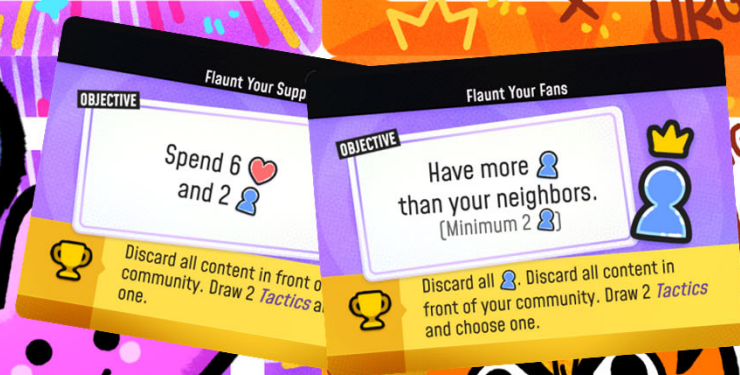 Flaunt Your Supp
OBJECTIVE
Spend 6
and 2
Discard all content in front o
community. Draw 2 Tactics a
one.
Flaunt Your Fans
OBJECTIVE
Have more
than your neighbors.
(Minimum 2 )
Discard all . Discard all content in
front of your community. Draw 2 Tactics
and choose one.